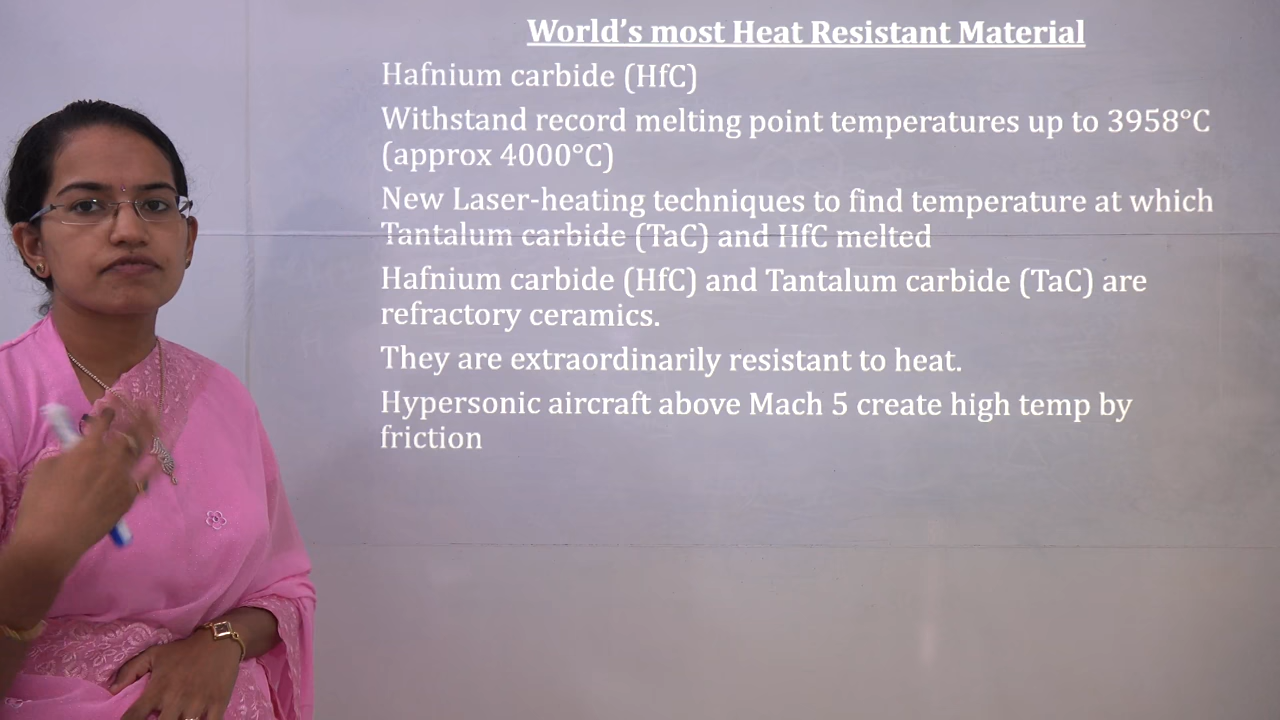 World’s most Heat Resistant Material
Hafnium carbide (HfC)
Withstand record melting point temperatures up to 3958°C
(approx 4000°C)
New Laser-heating techniques to find temperature at which
Tantalum carbide (TaC) and HfC melted
Hafnium carbide (HfC) and Tantalum carbide (TaC) are
refractory ceramics.
They are extraordinarily resistant to heat.
Hypersonic aircraft above Mach 5 create high temp by
friction